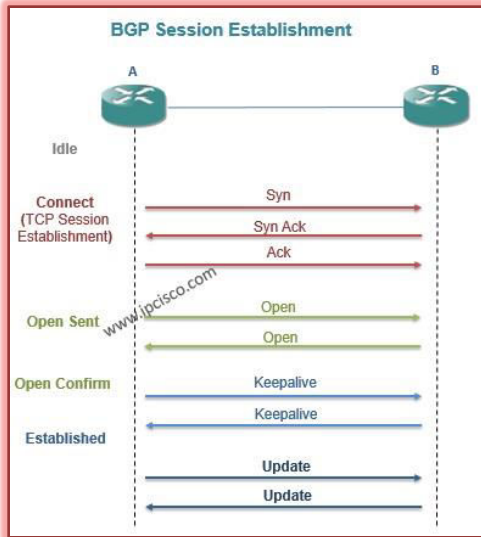 BGP Session Establishment
A
B
Idle
Connect
(TCP Session
Establishment)
Syn
Syn Ack
Ack
www.ipcisco.com
Open Sent
Open
Open
Open Confirm
Keepalive
Keepalive
Established
Update
Update